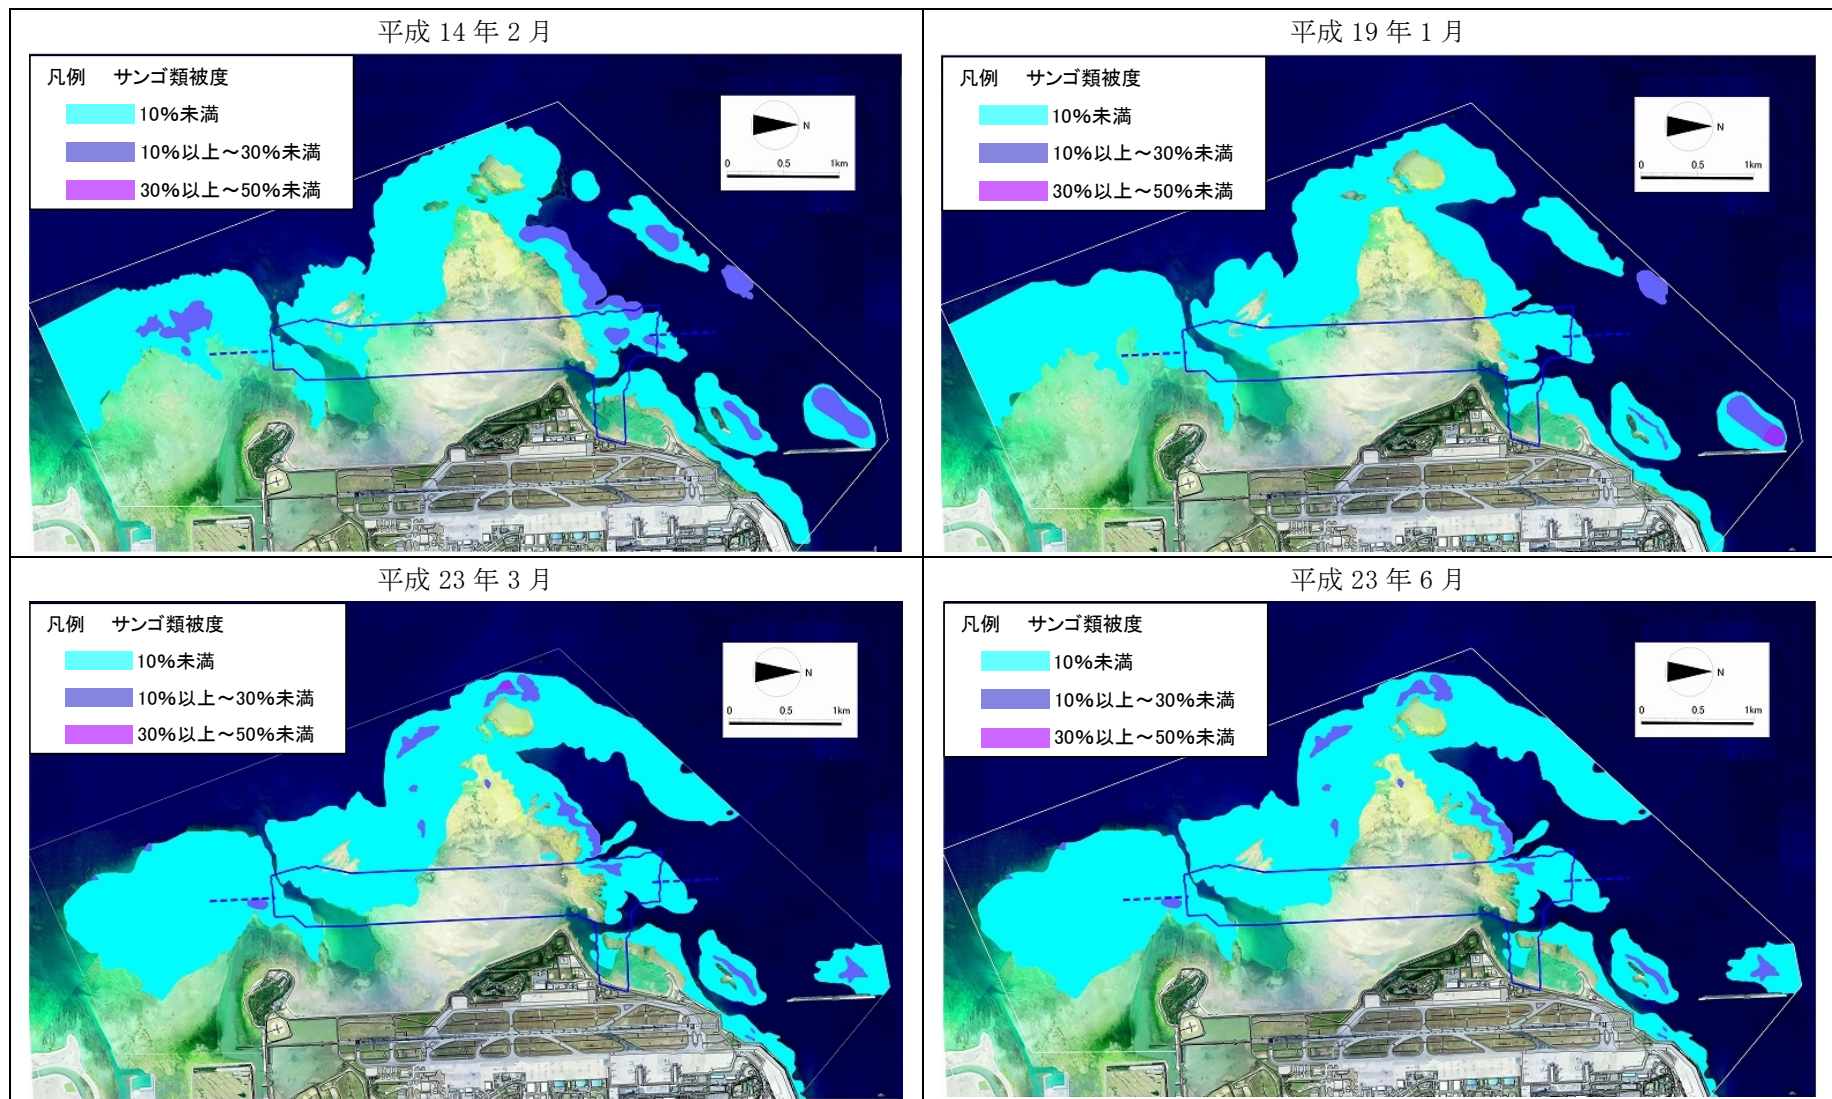 平成 14 年 2 月
凡例 サンゴ類被度
10%未満
10%以上～30%未満
30%以上～50%未満
N
0 0.5 1km
平成 19 年 1 月
凡例 サンゴ類被度
10%未満
10%以上～30%未満
30%以上～50%未満
N
0 0.5 1km
平成 23 年 3 月
凡例 サンゴ類被度
10%未満
10%以上～30%未満
30%以上～50%未満
N
0 0.5 1km
平成 23 年 6 月
凡例 サンゴ類被度
10%未満
10%以上～30%未満
30%以上～50%未満
N
0 0.5 1km